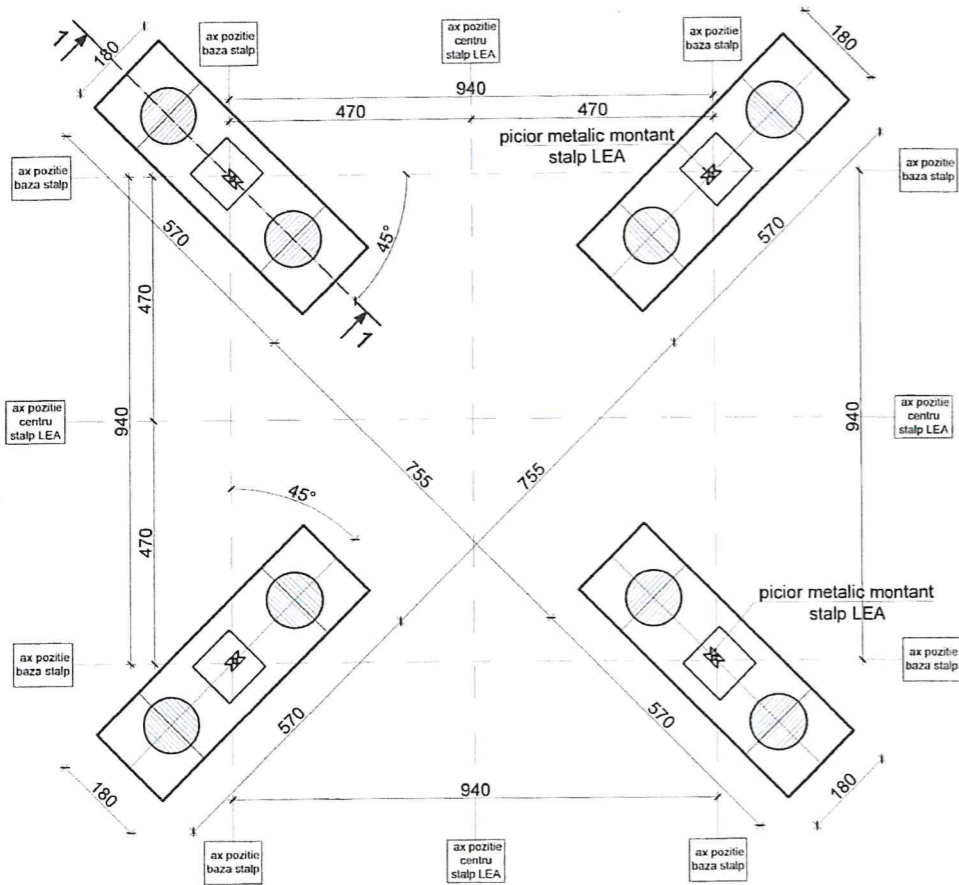 1
180
ax pozitie
baza stalp
ax pozitie
centru
stalp LEA
ax pozitie
baza stalp
180
940
470
470
picior metalic montant
stalp LEA
ax pozitie
baza stalp
ax pozitie
baza stalp
570
45°
570
470
1
ax pozitie
centru
stalp LEA
940
ax pozitie
centru
stalp LEA
940
755
755
45°
470
picior metalic montant
stalp LEA
ax pozitie
baza stalp
ax pozitie
baza stalp
570
570
180
940
180
ax pozitie
baza stalp
ax pozitie
centru
stalp LEA
ax pozitie
baza stalp